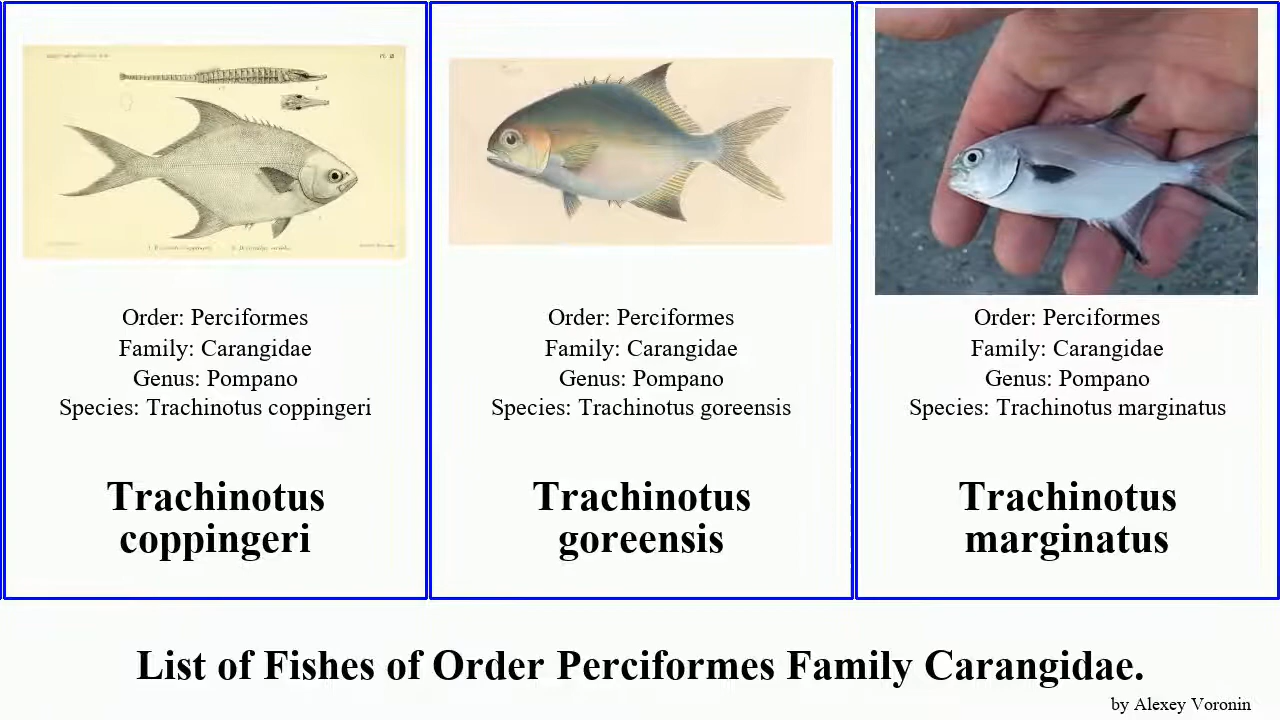 Order: Perciformes
Family: Carangidae
Genus: Pompano
Species: Trachinotus coppingeri
Trachinotus
coppingeri
Order: Perciformes
Family: Carangidae
Genus: Pompano
Species: Trachinotus goreensis
Trachinotus
goreensis
Order: Perciformes
Family: Carangidae
Genus: Pompano
Species: Trachinotus marginatus
Trachinotus
marginatus
List of Fishes of Order Perciformes Family Carangidae.
by Alexey Voronin